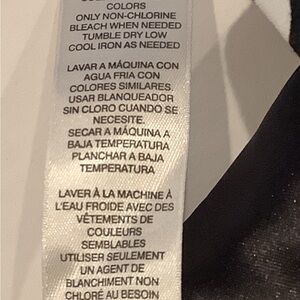 COLORS
ONLY NON-CHLORINE
BLEACH WHEN NEEDED
TUMBLE DRY LOW
COOL IRON AS NEEDED
LAVAR A MÁQUINA CON
AGUA FRIA CON
COLORES SIMILARES.
USAR BLANQUEADOR
SIN CLORO CUANDO SE
NECESITE.
SECAR A MÁQUINA A
BAJA TEMPERATURA
PLANCHAR A BAJA
TEMPERATURA
LAVER À LA MACHINE À
L'EAU FROIDE AVEC DES
VÊTEMENTS DE
COULEURS
SEMBLABLES
UTILISER SEULEMENT
UN AGENT DE
BLANCHIMENT NON
CHLORÉ AU BESOIN